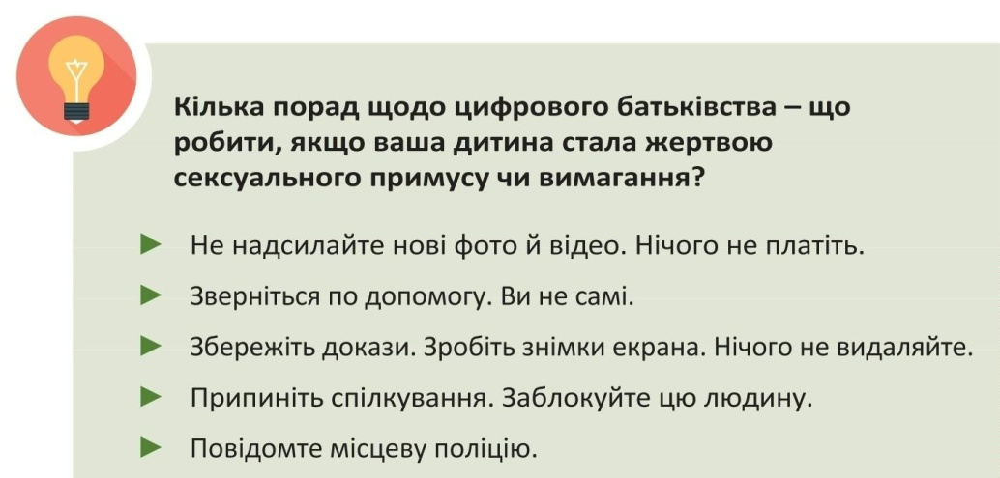 Кілька порад щодо цифрового батьківства – що
робити, якщо ваша дитина стала жертвою
сексуального примусу чи вимагання?
► Не надсилайте нові фото й відео. Нічого не платіть.
► Зверніться по допомогу. Ви не самі.
► Збережіть докази. Зробіть знімки екрана. Нічого не видаляйте.
► Припиніть спілкування. Заблокуйте цю людину.
► Повідомте місцеву поліцію.